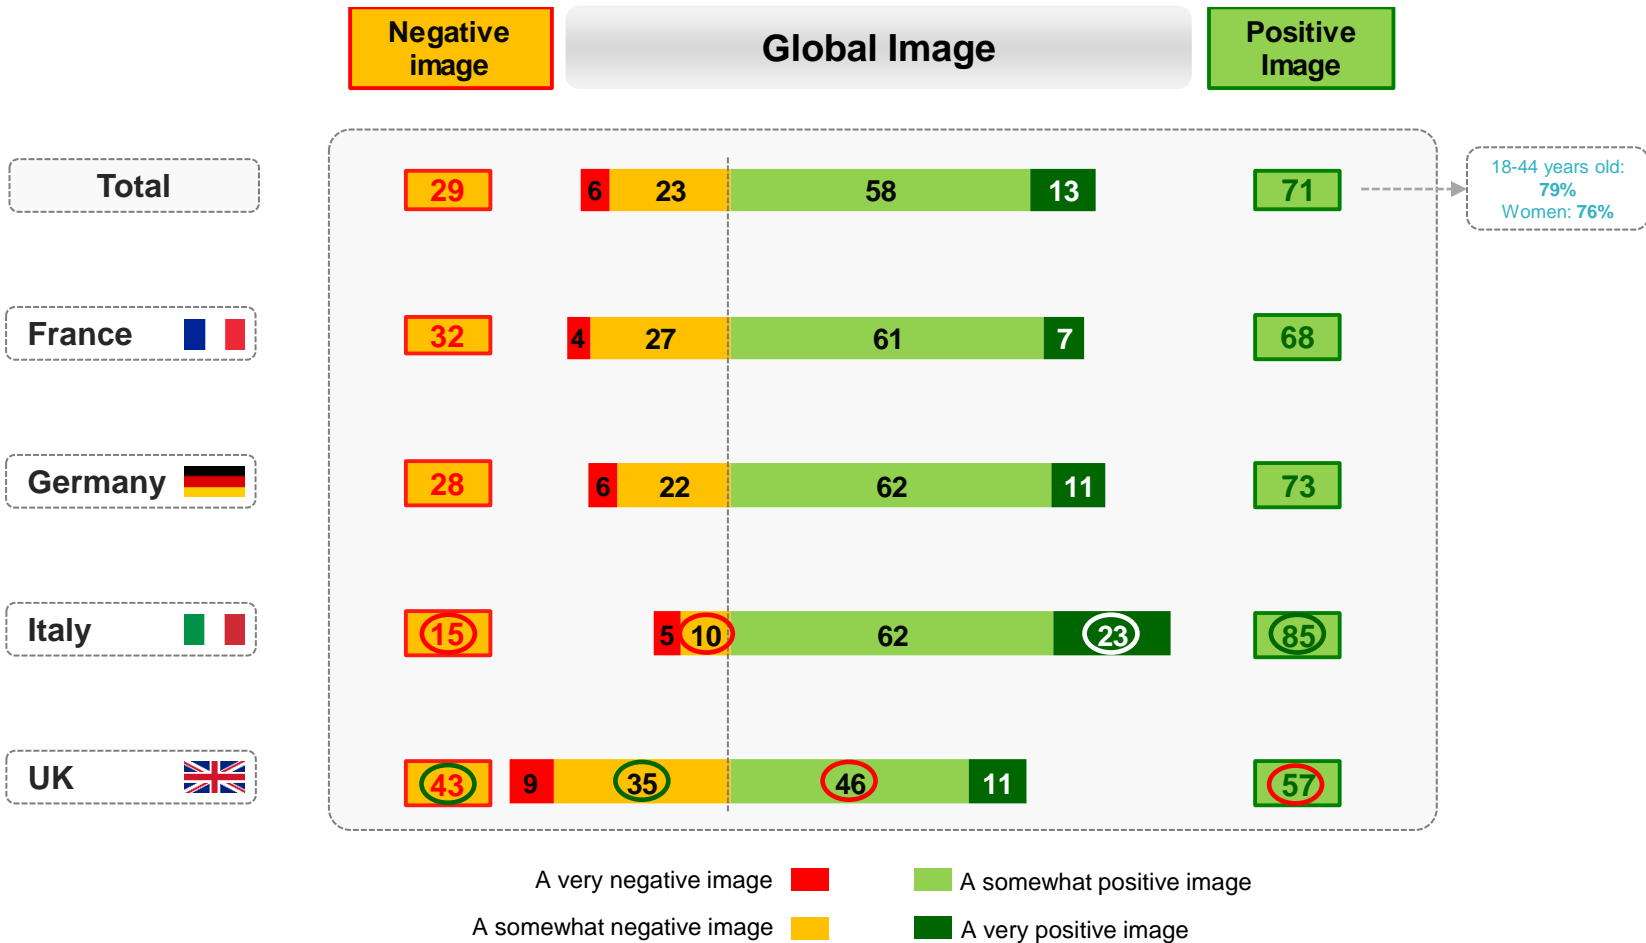 Negative
image
Global Image
Positive
Image
Total
29
6
23
58
13
71
18-44 years old:
79%
Women: 76%
France
32
4
27
61
7
68
Germany
28
6
22
62
11
73
Italy
15
5
10
62
23
85
UK
43
9
35
46
11
57
A very negative image
A somewhat positive image
A somewhat negative image
A very positive image